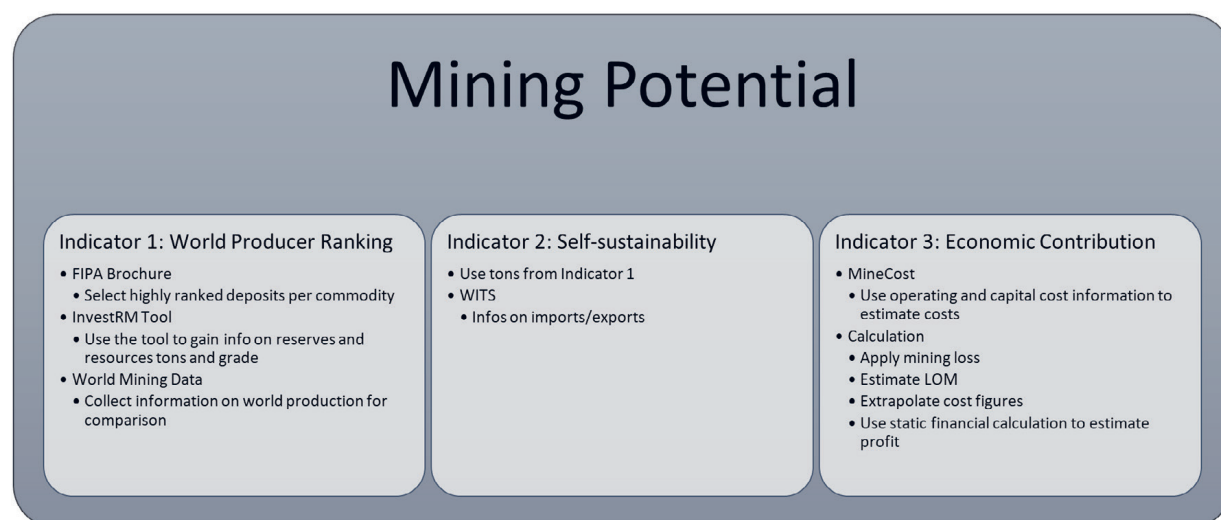 Mining Potential
Indicator 1: World Producer Ranking
• FIPA Brochure
• Select highly ranked deposits per commodity
• InvestRM Tool
• Use the tool to gain info on reserves and
resources tons and grade
• World Mining Data
• Collect information on world production for
comparison
Indicator 2: Self-sustainability
• Use tons from Indicator 1
• WITS
• Infos on imports/exports
Indicator 3: Economic Contribution
• MineCost
• Use operating and capital cost information to
estimate costs
• Calculation
• Apply mining loss
• Estimate LOM
• Extrapolate cost figures
• Use static financial calculation to estimate
profit